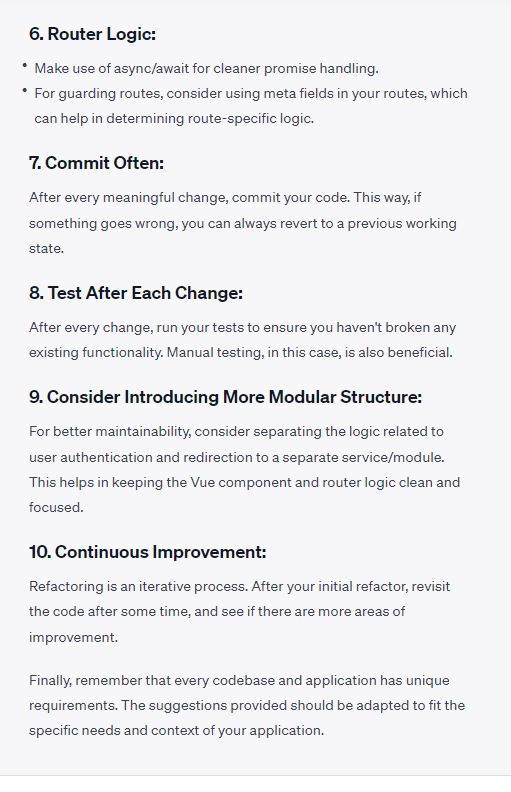 6. Router Logic:
• Make use of async/await for cleaner promise handling.
• For guarding routes, consider using meta fields in your routes, which
can help in determining route-specific logic.
7. Commit Often:
After every meaningful change, commit your code. This way, if
something goes wrong, you can always revert to a previous working
state.
8. Test After Each Change:
After every change, run your tests to ensure you haven't broken any
existing functionality. Manual testing, in this case, is also beneficial.
9. Consider Introducing More Modular Structure:
For better maintainability, consider separating the logic related to
user authentication and redirection to a separate service/module.
This helps in keeping the Vue component and router logic clean and
focused.
10. Continuous Improvement:
Refactoring is an iterative process. After your initial refactor, revisit
the code after some time, and see if there are more areas of
improvement.
Finally, remember that every codebase and application has unique
requirements. The suggestions provided should be adapted to fit the
specific needs and context of your application.